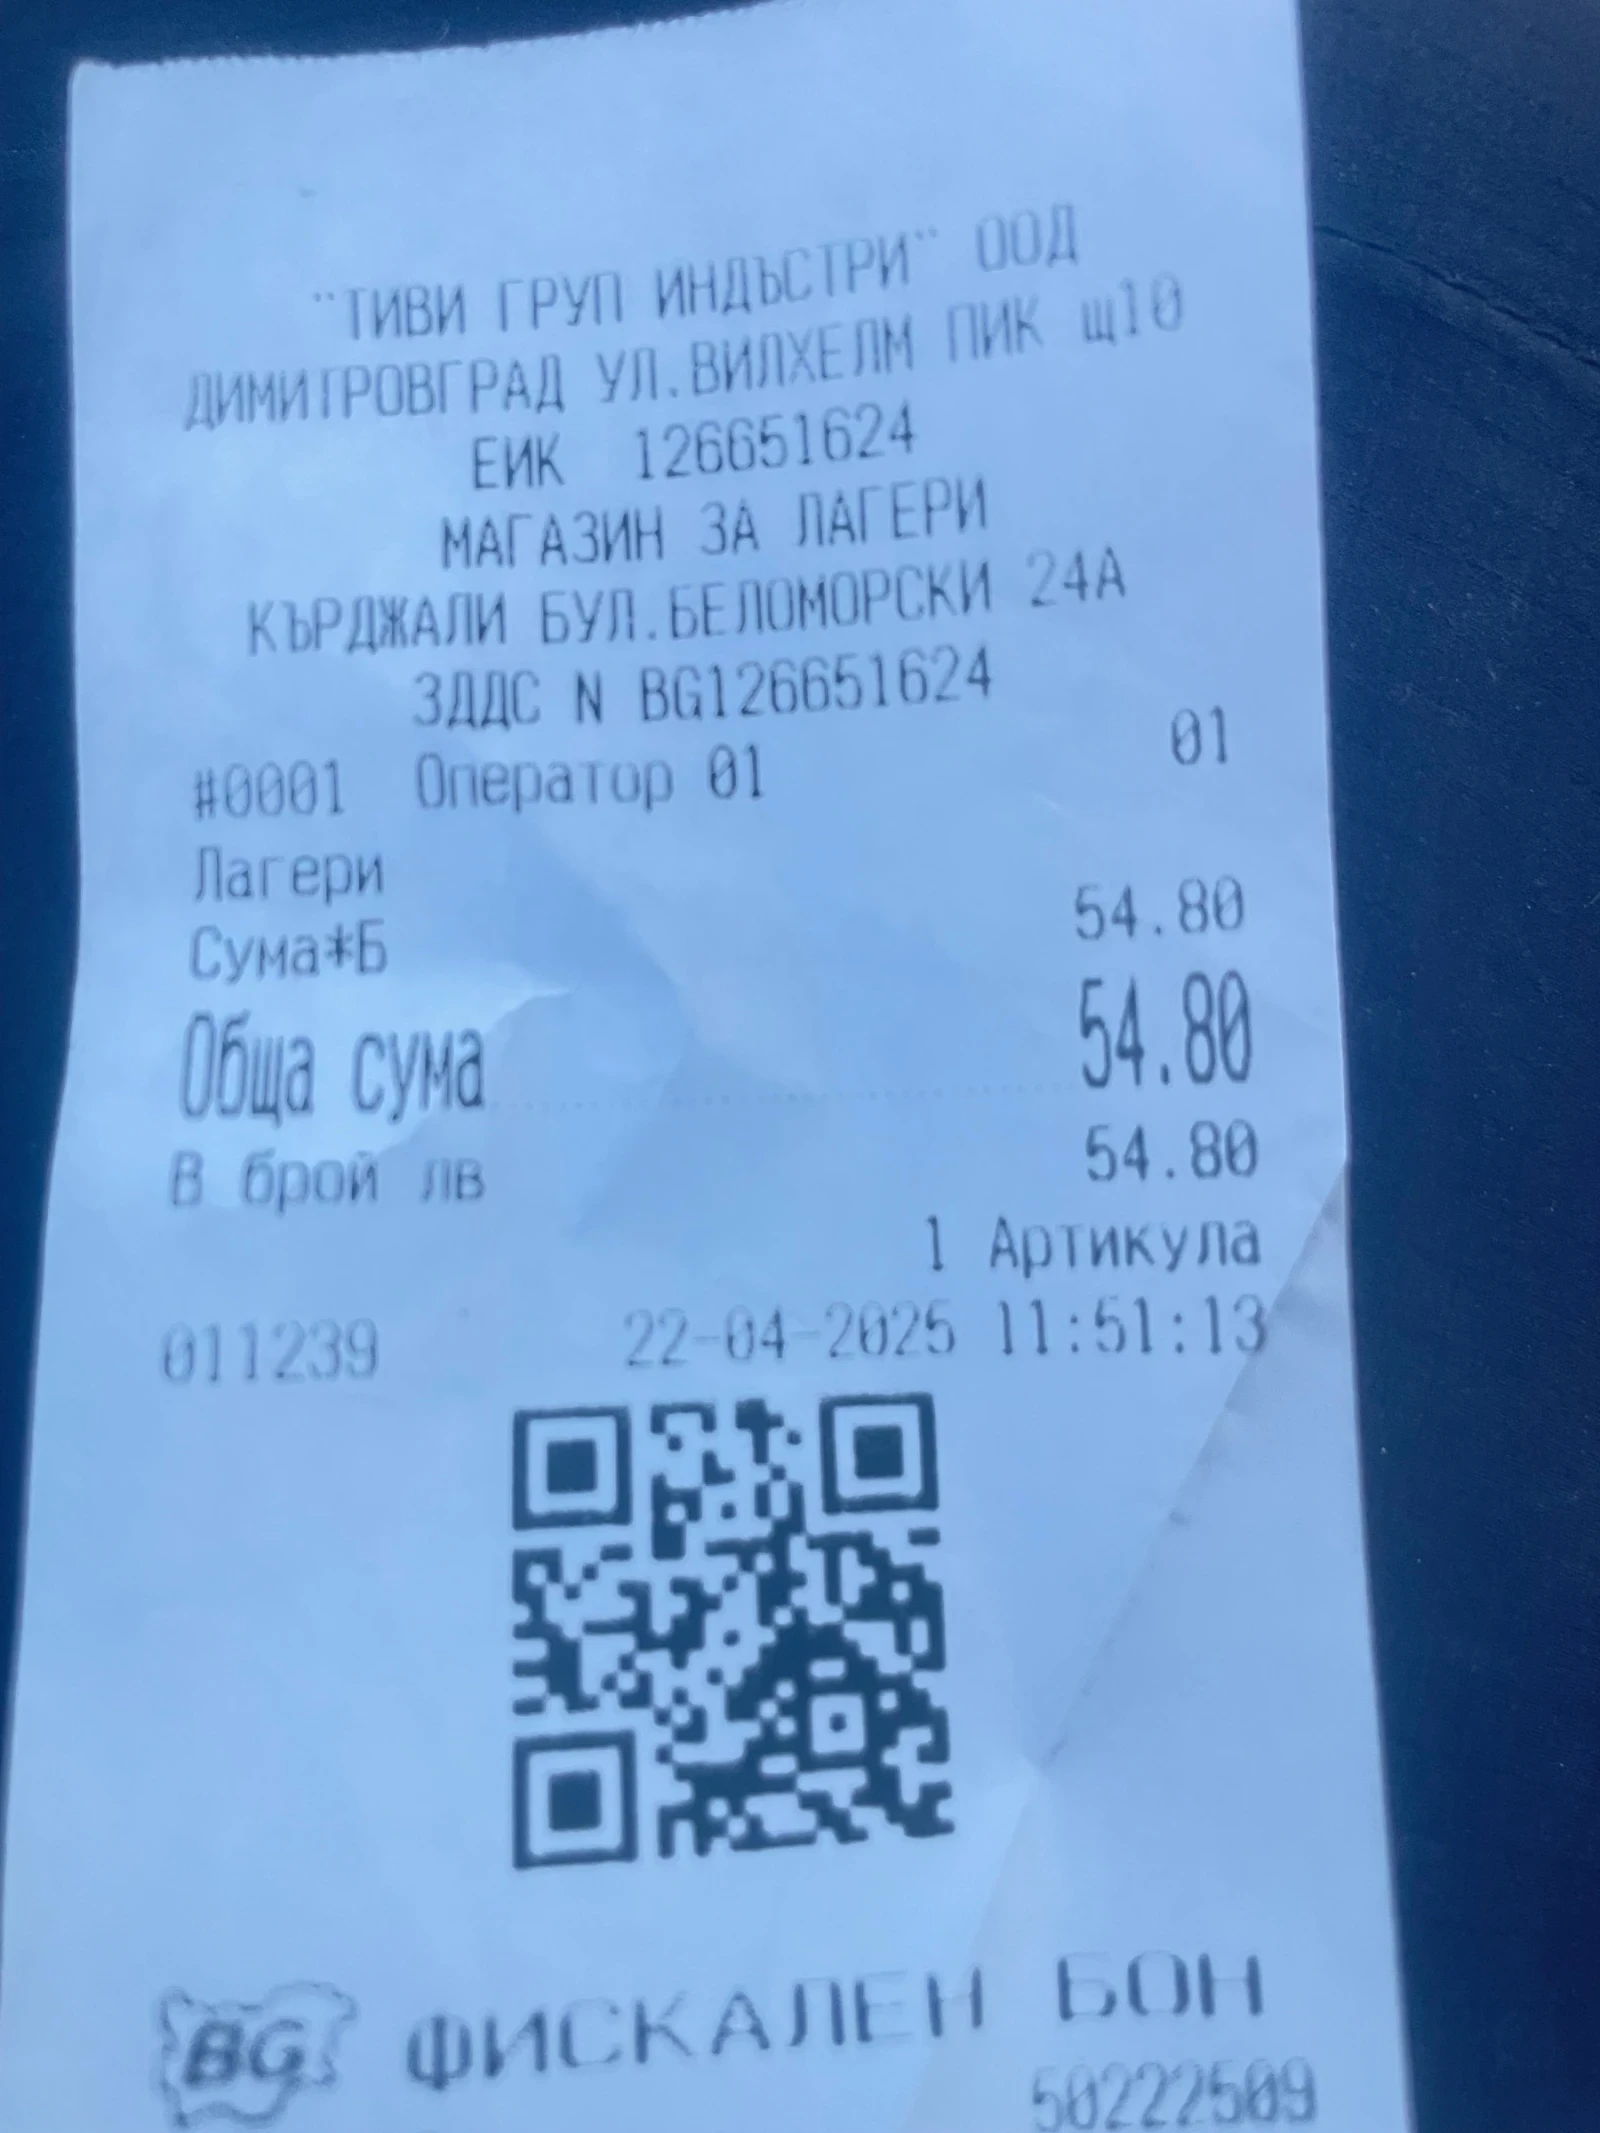 "ТИВИ ГРУП ИНДЪСТРИ" ООД
ДИМИТРОВГРАД УЛ.ВИЛХЕЛМ ПИК щ10
ЕИК 126651624
МАГАЗИН ЗА ЛАГЕРИ
КЪРДЖАЛИ БУЛ.БЕЛОМОРСКИ 24А
ЗДДС N BG126651624
#0001 Оператор 01 01
Лагери
Сума*Б 54.80
Обща сума 54.80
В брой лв 54.80
1 Артикула
011239 22-04-2025 11:51:13
BG ФИСКАЛЕН БОН
50222509